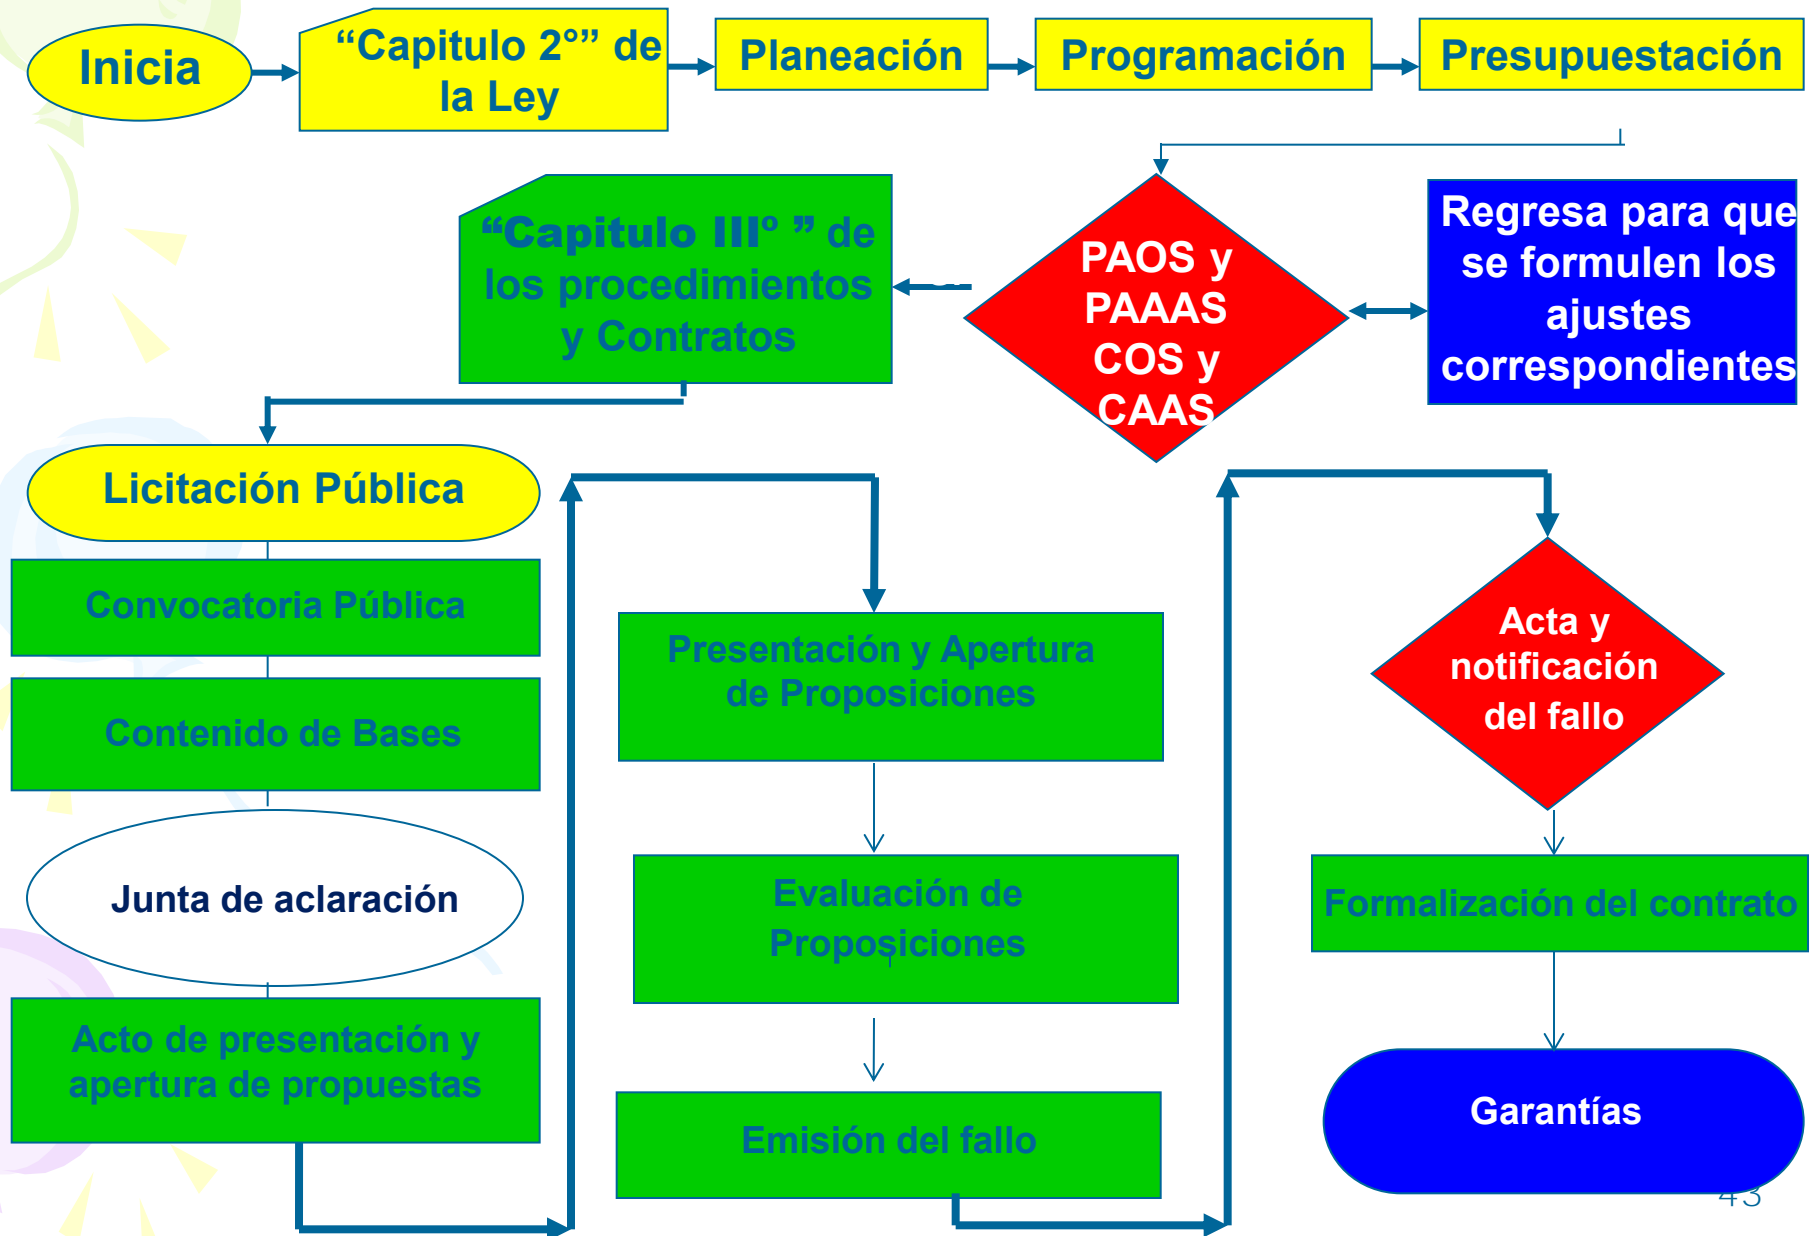 Inicia
“Capitulo 2°” de
la Ley
Planeación
Programación
Presupuestación
“Capitulo IIIº ” de
los procedimientos
y Contratos
PAOS y
PAAAS
COS y
CAAS
Regresa para que
se formulen los
ajustes
correspondientes
Licitación Pública
Convocatoria Pública
Contenido de Bases
Junta de aclaración
Acto de presentación y
apertura de propuestas
Presentación y Apertura
de Proposiciones
Evaluación de
Proposiciones
Emisión del fallo
Acta y
notificación
del fallo
Formalización del contrato
Garantías
43